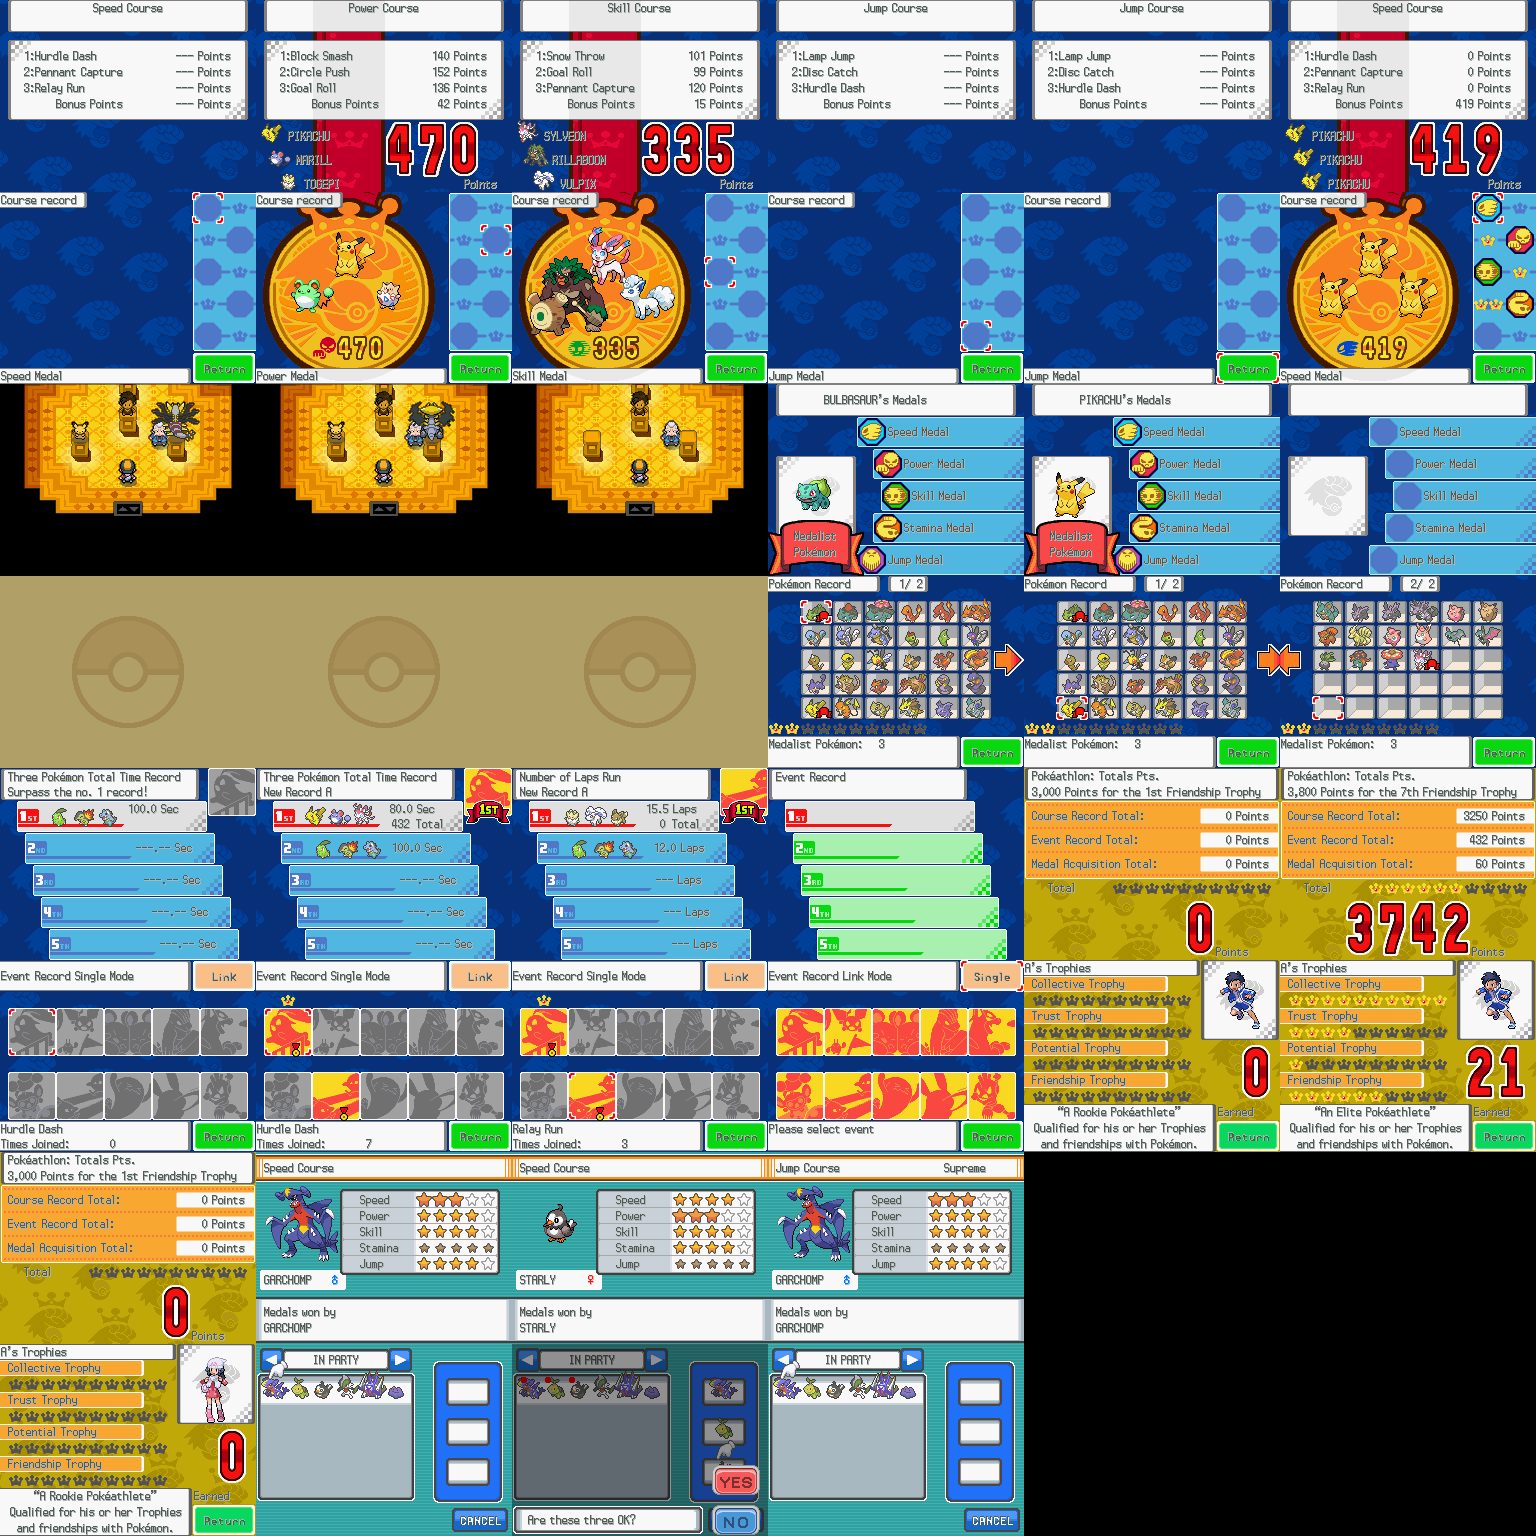 Speed Course
1:Hurdle Dash --- Points
2:Pennant Capture --- Points
3:Relay Run --- Points
Bonus Points --- Points
Course record
Speed Medal
Return
Power Course
1:Block Smash 140 Points
2:Circle Push 152 Points
3:Goal Roll 136 Points
Bonus Points 42 Points
PIKACHU
MARILL
TOGEPI
470
Points
Course record
470
Power Medal
Return
Skill Course
1:Snow Throw 101 Points
2:Goal Roll 99 Points
3:Pennant Capture 120 Points
Bonus Points 15 Points
SYLVEON
RILLABOOM
VULPIX
335
Points
Course record
335
Skill Medal
Return
Jump Course
1:Lamp Jump --- Points
2:Disc Catch --- Points
3:Hurdle Dash --- Points
Bonus Points --- Points
Course record
Jump Medal
Return
Jump Course
1:Lamp Jump --- Points
2:Disc Catch --- Points
3:Hurdle Dash --- Points
Bonus Points --- Points
Course record
Jump Medal
Return
Speed Course
1:Hurdle Dash 0 Points
2:Pennant Capture 0 Points
3:Relay Run 0 Points
Bonus Points 419 Points
PIKACHU
PIKACHU
PIKACHU
419
Points
Course record
419
Speed Medal
Return
BULBASAUR's Medals
Speed Medal
Power Medal
Skill Medal
Stamina Medal
Jump Medal
Medalist
Pokémon
Pokémon Record 1/ 2
Medalist Pokémon: 3
Return
PIKACHU's Medals
Speed Medal
Power Medal
Skill Medal
Stamina Medal
Jump Medal
Medalist
Pokémon
Pokémon Record 1/ 2
Medalist Pokémon: 3
Return
Speed Medal
Power Medal
Skill Medal
Stamina Medal
Jump Medal
Pokémon Record 2/ 2
Medalist Pokémon: 3
Return
Three Pokémon Total Time Record
Surpass the no. 1 record!
1ST 100.0 Sec
2ND ---.-- Sec
3RD ---.-- Sec
4TH ---.-- Sec
5TH ---.-- Sec
Event Record Single Mode
Link
Hurdle Dash
Times Joined: 0
Return
Three Pokémon Total Time Record
New Record A
1ST
1ST 80.0 Sec
432 Total
2ND 100.0 Sec
3RD ---.-- Sec
4TH ---.-- Sec
5TH ---.-- Sec
Event Record Single Mode
Link
Hurdle Dash
Times Joined: 7
Return
Number of Laps Run
New Record A
1ST
1ST 15.5 Laps
0 Total
2ND 12.0 Laps
3RD --- Laps
4TH --- Laps
5TH --- Laps
Event Record Single Mode
Link
Relay Run
Times Joined: 3
Return
Event Record
1ST
2ND
3RD
4TH
5TH
Event Record Link Mode
Single
Please select event
Return
Pokéathlon: Totals Pts.
3,000 Points for the 1st Friendship Trophy
Course Record Total: 0 Points
Event Record Total: 0 Points
Medal Acquisition Total: 0 Points
Total
0
Points
A's Trophies
Collective Trophy
Trust Trophy
Potential Trophy
Friendship Trophy
0
Earned
"A Rookie Pokéathlete"
Qualified for his or her Trophies
and friendships with Pokémon.
Return
Pokéathlon: Totals Pts.
3,800 Points for the 7th Friendship Trophy
Course Record Total: 3250 Points
Event Record Total: 432 Points
Medal Acquisition Total: 60 Points
Total
3742
Points
A's Trophies
Collective Trophy
Trust Trophy
Potential Trophy
Friendship Trophy
21
Earned
"An Elite Pokéathlete"
Qualified for his or her Trophies
and friendships with Pokémon.
Return
Pokéathlon: Totals Pts.
3,000 Points for the 1st Friendship Trophy
Course Record Total: 0 Points
Event Record Total: 0 Points
Medal Acquisition Total: 0 Points
Total
0
Points
A's Trophies
Collective Trophy
Trust Trophy
Potential Trophy
Friendship Trophy
0
Earned
"A Rookie Pokéathlete"
Qualified for his or her Trophies
and friendships with Pokémon.
Return
Speed Course
Speed
Power
Skill
Stamina
Jump
GARCHOMP ♂
Medals won by
GARCHOMP
IN PARTY
CANCEL
Speed Course
Speed
Power
Skill
Stamina
Jump
STARLY ♀
Medals won by
STARLY
IN PARTY
YES
Are these three OK?
NO
Jump Course Supreme
Speed
Power
Skill
Stamina
Jump
GARCHOMP ♂
Medals won by
GARCHOMP
IN PARTY
CANCEL